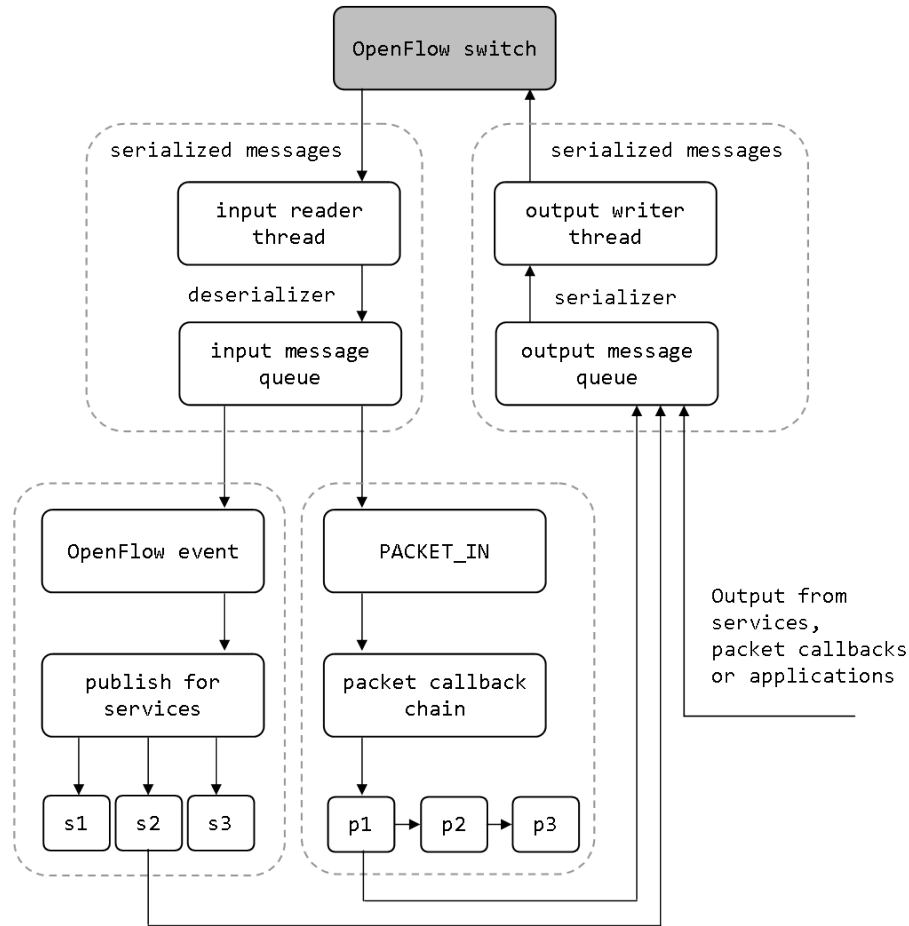 OpenFlow switch
serialized messages
input reader
thread
deserializer
input message
queue
serialized messages
output writer
thread
serializer
output message
queue
OpenFlow event
publish for
services
s1
s2
s3
PACKET_IN
packet callback
chain
p1
p2
p3
Output from
services,
packet callbacks
or applications